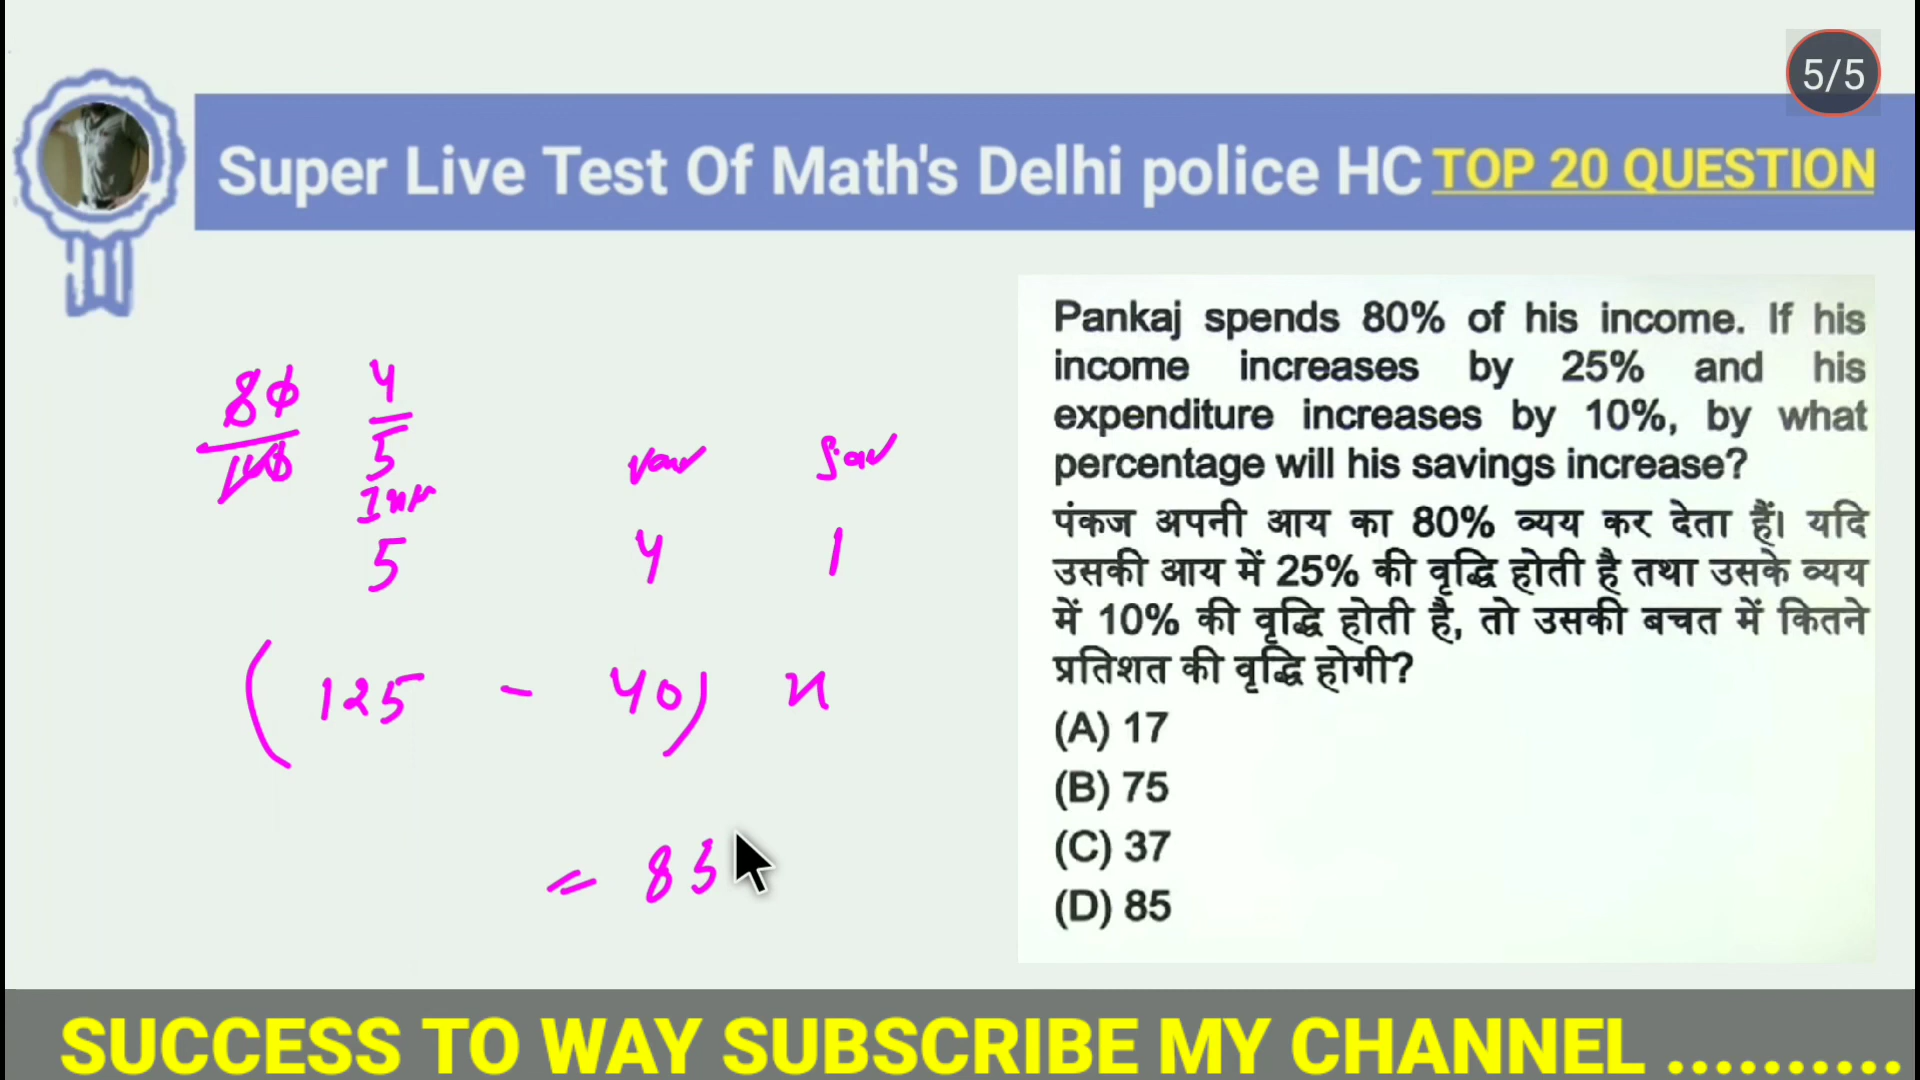 5/5
Super Live Test Of Math's Delhi police HC TOP 20 QUESTION
80/100 4/5
5 4 1
(125 - 40) x
= 85
Pankaj spends 80% of his income. If his
income increases by 25% and his
expenditure increases by 10%, by what
percentage will his savings increase?
पंकज अपनी आय का 80% व्यय कर देता हैं। यदि
उसकी आय में 25% की वृद्धि होती है तथा उसके व्यय
में 10% की वृद्धि होती है, तो उसकी बचत में कितने
प्रतिशत की वृद्धि होगी?
(A) 17
(B) 75
(C) 37
(D) 85
SUCCESS TO WAY SUBSCRIBE MY CHANNEL ..........